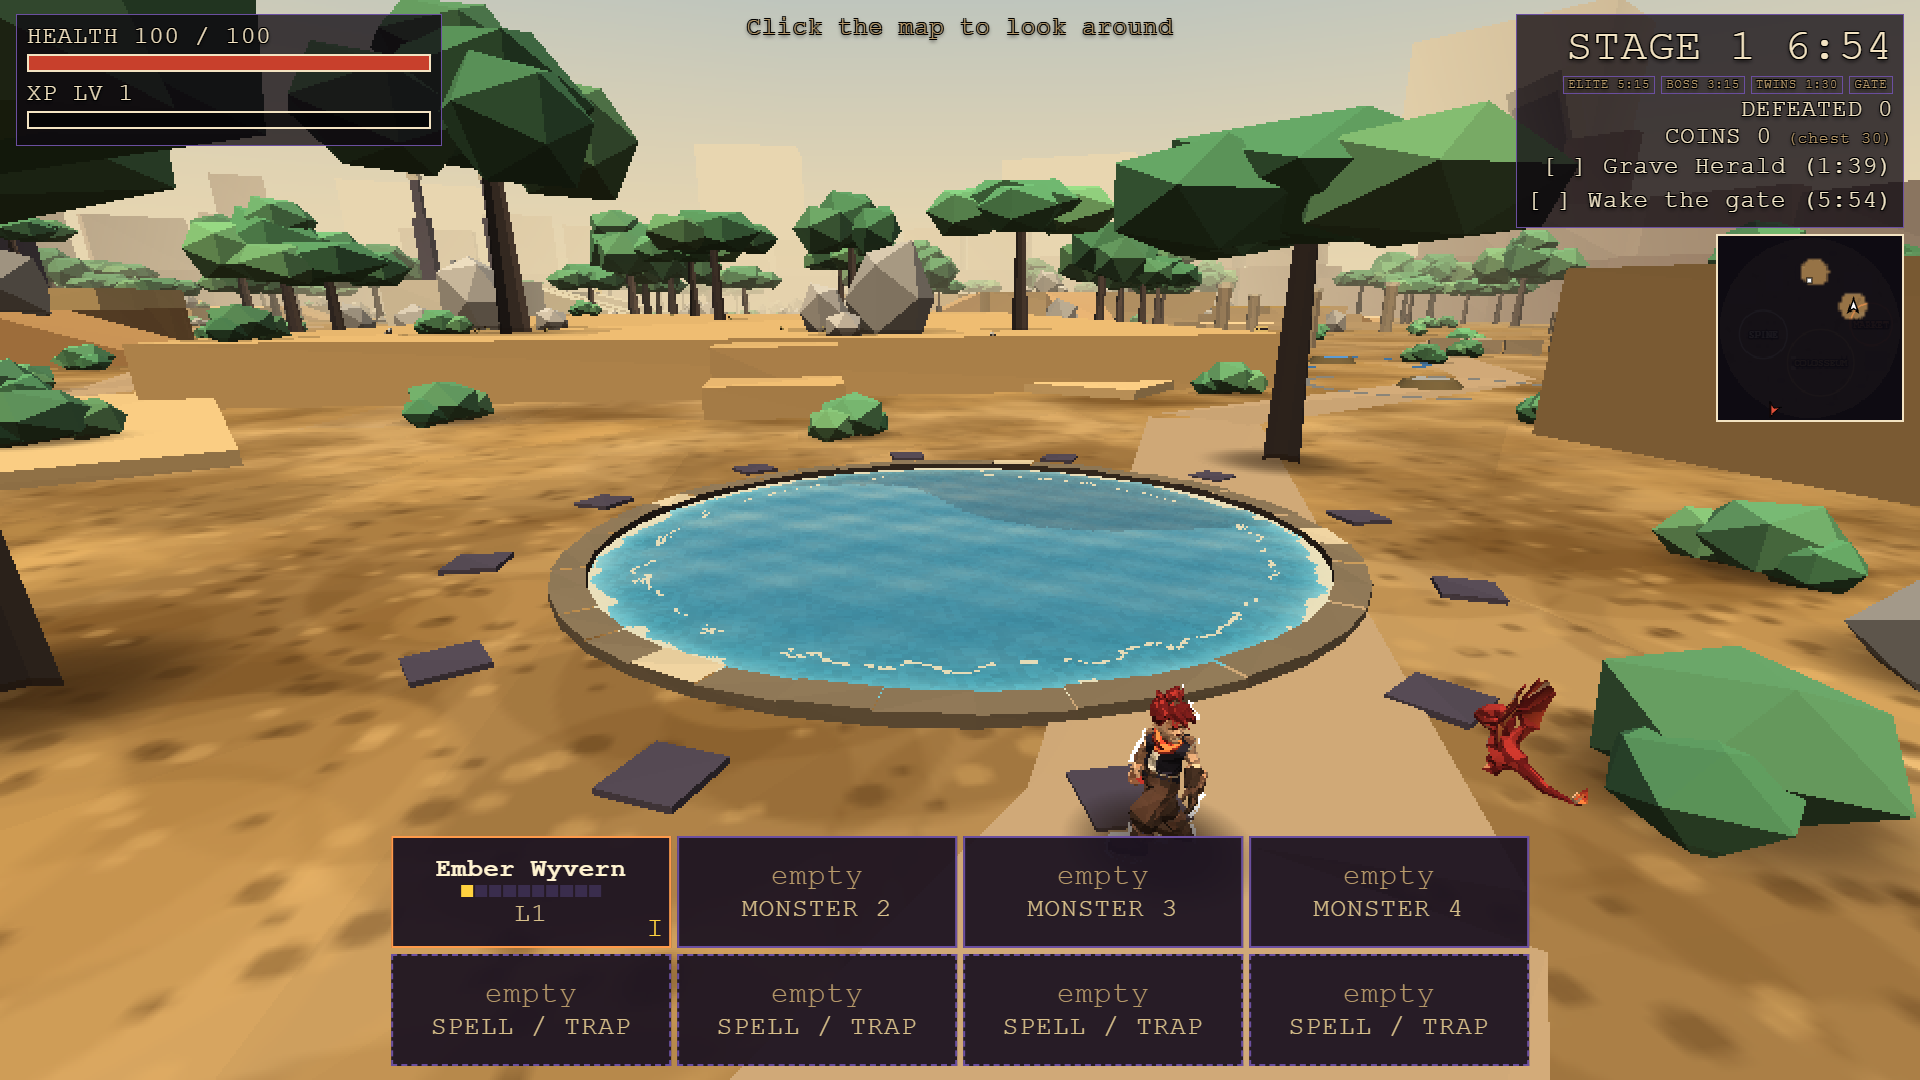 HEALTH 100 / 100
XP LV 1
Click the map to look around
STAGE 1 6:54
ELITE 5:15 BOSS 3:15 TWINS 1:30 GATE
DEFEATED 0
COINS 0 (chest 30)
[ ] Grave Herald (1:39)
[ ] Wake the gate (5:54)
Ember Wyvern
L1
I
empty
MONSTER 2
empty
MONSTER 3
empty
MONSTER 4
empty
SPELL / TRAP
empty
SPELL / TRAP
empty
SPELL / TRAP
empty
SPELL / TRAP